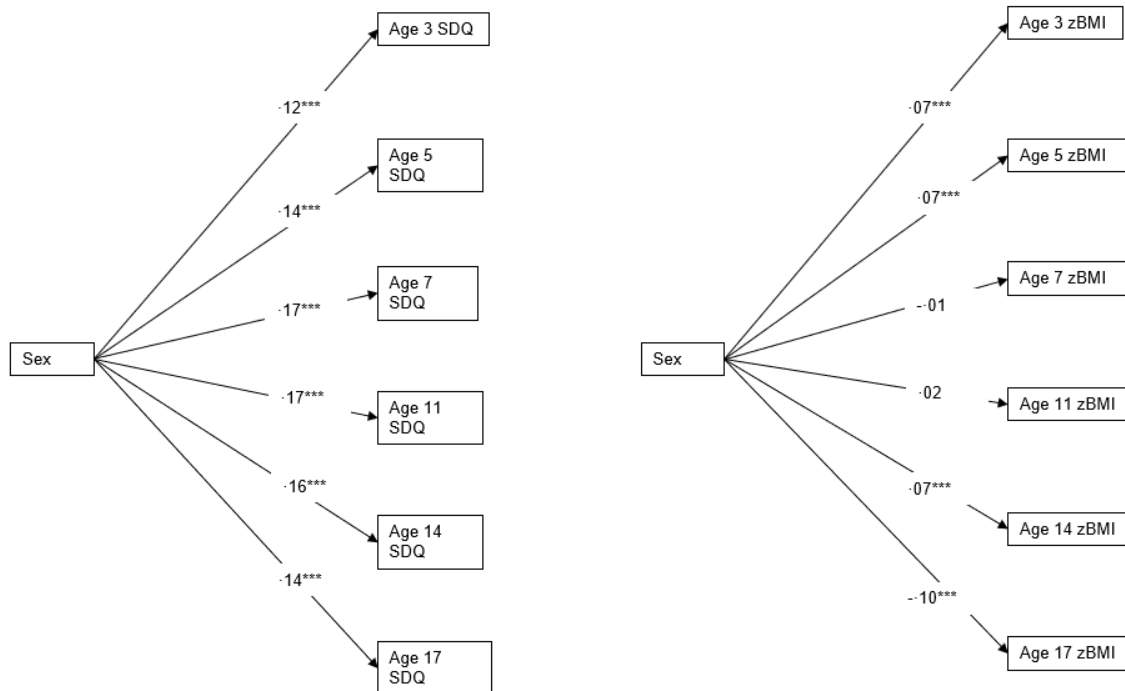 Age 3 SDQ
·12***
Age 5
SDQ
·14***
Age 7
SDQ
·17***
Sex
·17***
Age 11
SDQ
·16***
Age 14
SDQ
·14***
Age 17
SDQ
Age 3 zBMI
·07***
Age 5 zBMI
·07***
Age 7 zBMI
-·01
Sex
·02
Age 11 zBMI
·07***
Age 14 zBMI
-·10***
Age 17 zBMI